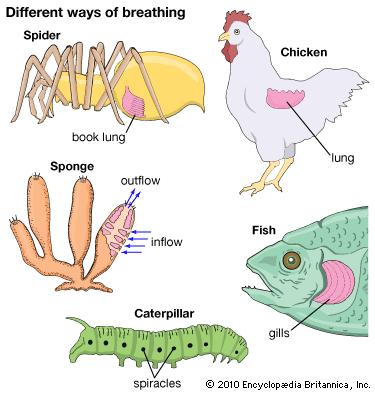 Different ways of breathing
Spider
Chicken
book lung
lung
Sponge
outflow
inflow
Fish
gills
Caterpillar
spiracles
© 2010 Encyclopædia Britannica, Inc.